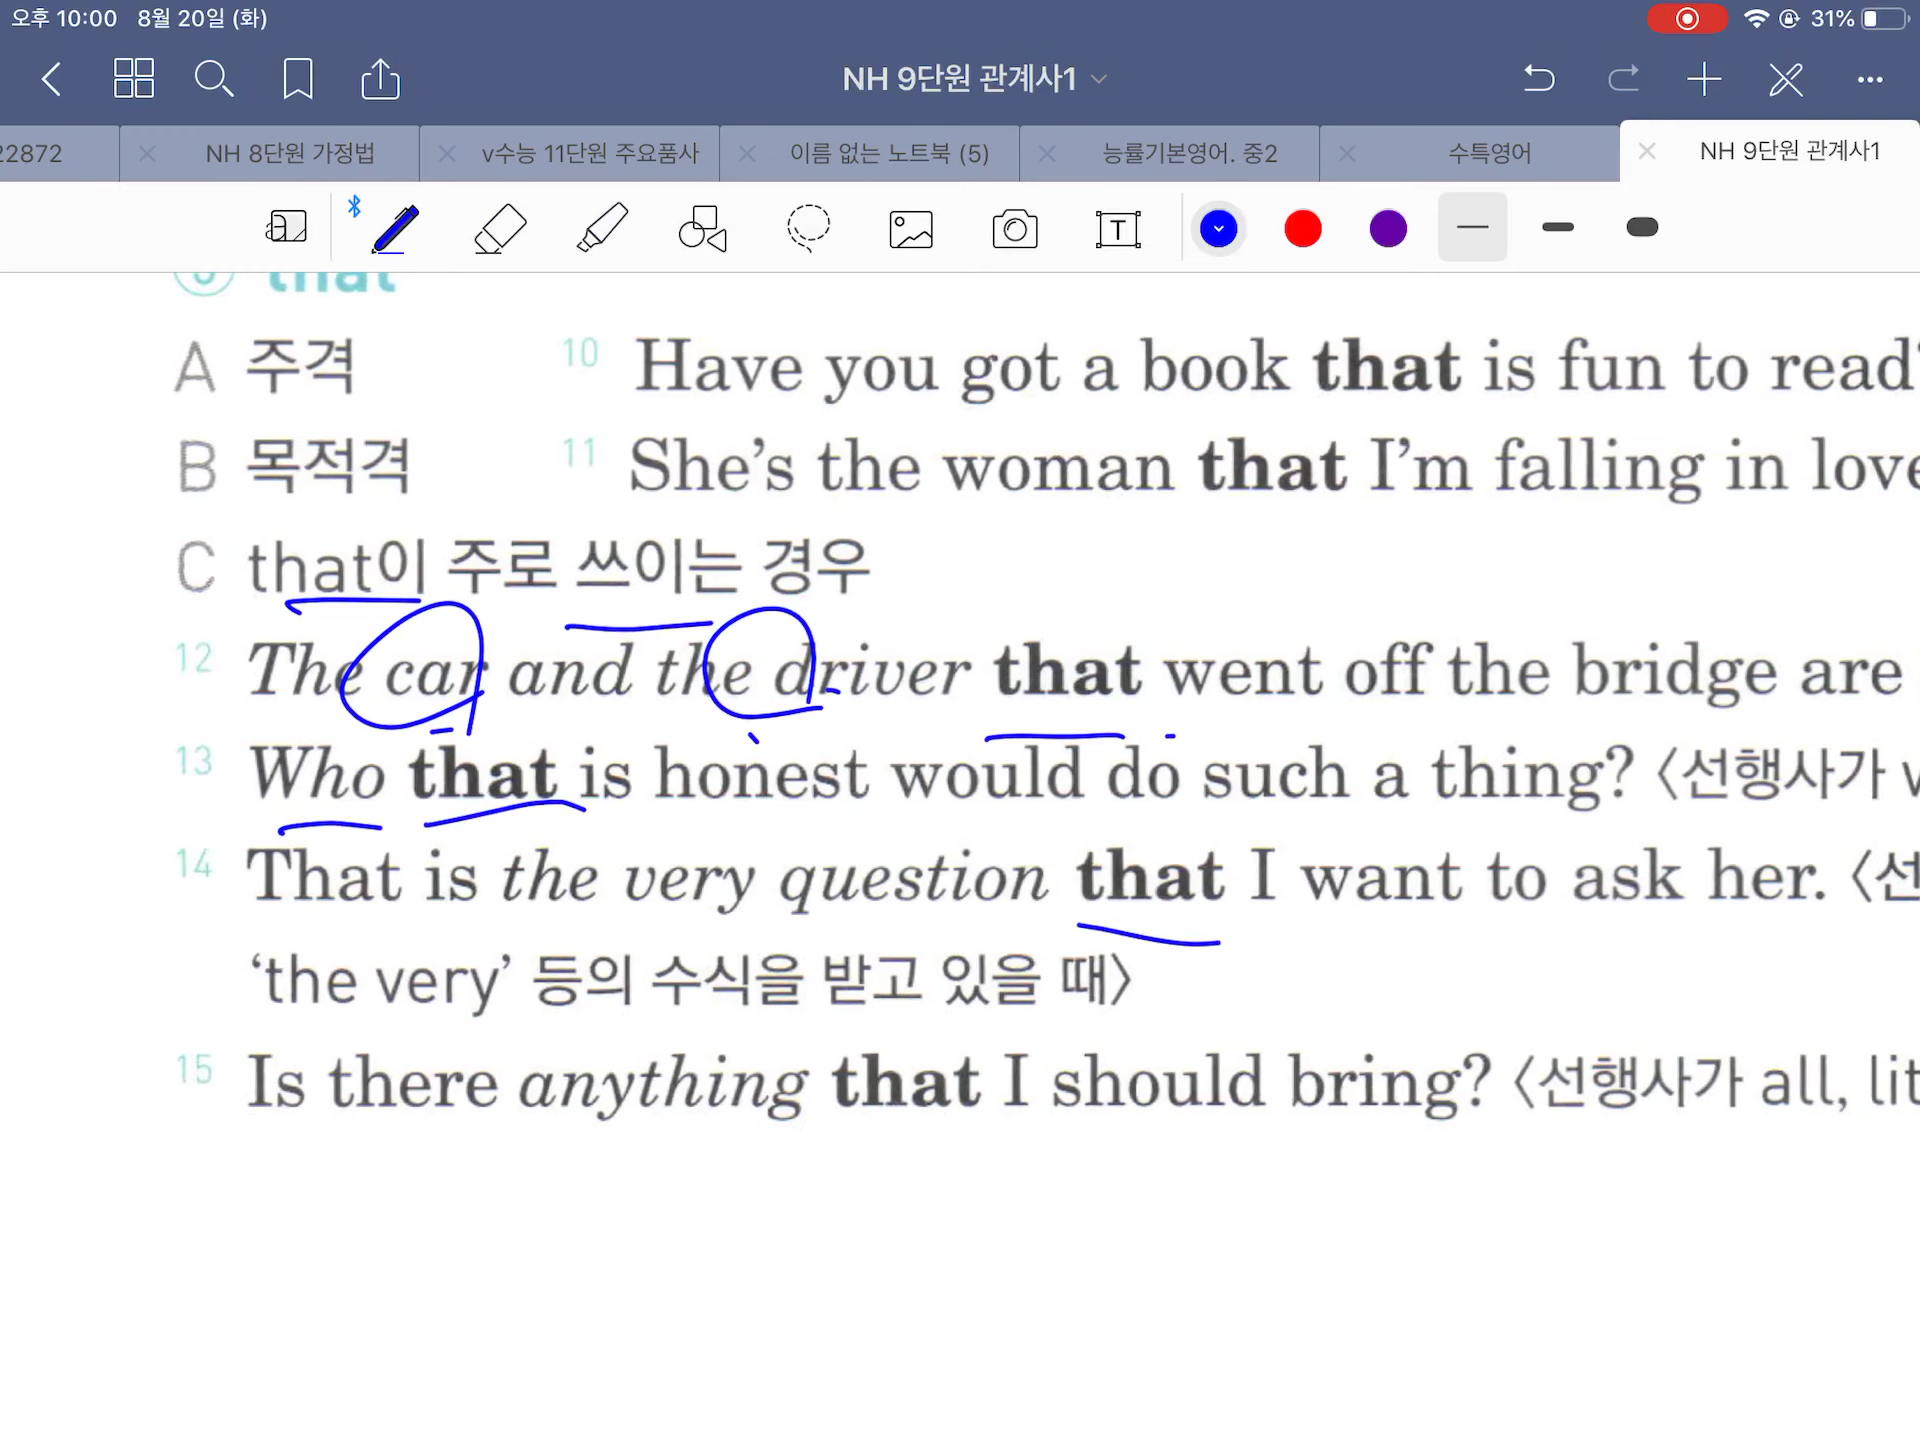 오후 10:00 8월 20일 (화) 31%
NH 9단원 관계사1
22872 NH 8단원 가정법 v수능 11단원 주요품사 이름 없는 노트북 (5) 능률기본영어. 중2 수특영어 NH 9단원 관계사1
T
that
A 주격 10 Have you got a book that is fun to read?
B 목적격 11 She's the woman that I'm falling in love
C that이 주로 쓰이는 경우
12 The car and the driver that went off the bridge are
13 Who that is honest would do such a thing? 〈선행사가
14 That is the very question that I want to ask her. 〈선
'the very' 등의 수식을 받고 있을 때〉
15 Is there anything that I should bring? 〈선행사가 all, lit